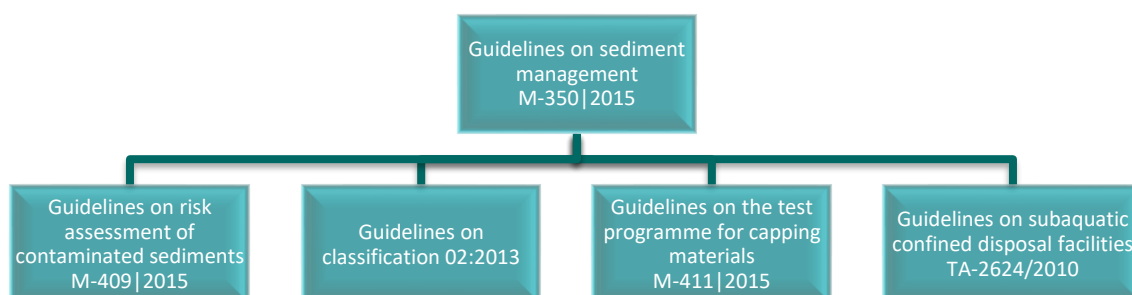 Guidelines on sediment
management
M-350|2015
Guidelines on risk
assessment of
contaminated sediments
M-409|2015
Guidelines on
classification 02:2013
Guidelines on the test
programme for capping
materials
M-411|2015
Guidelines on subaquatic
confined disposal facilities
TA-2624/2010